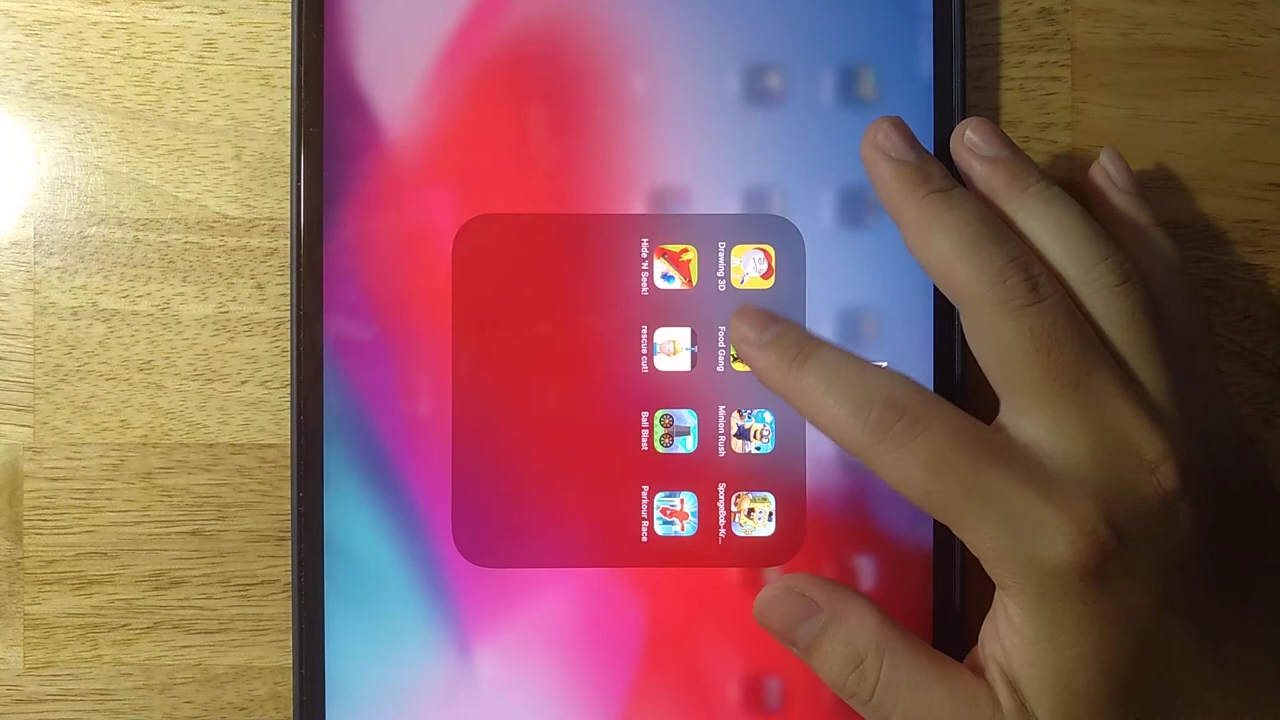 Drawing 3D
Food Gang
Minion Rush
SpongeBob-Kr...
Hide 'N Seek!
rescue cut!
Ball Blast
Parkour Race